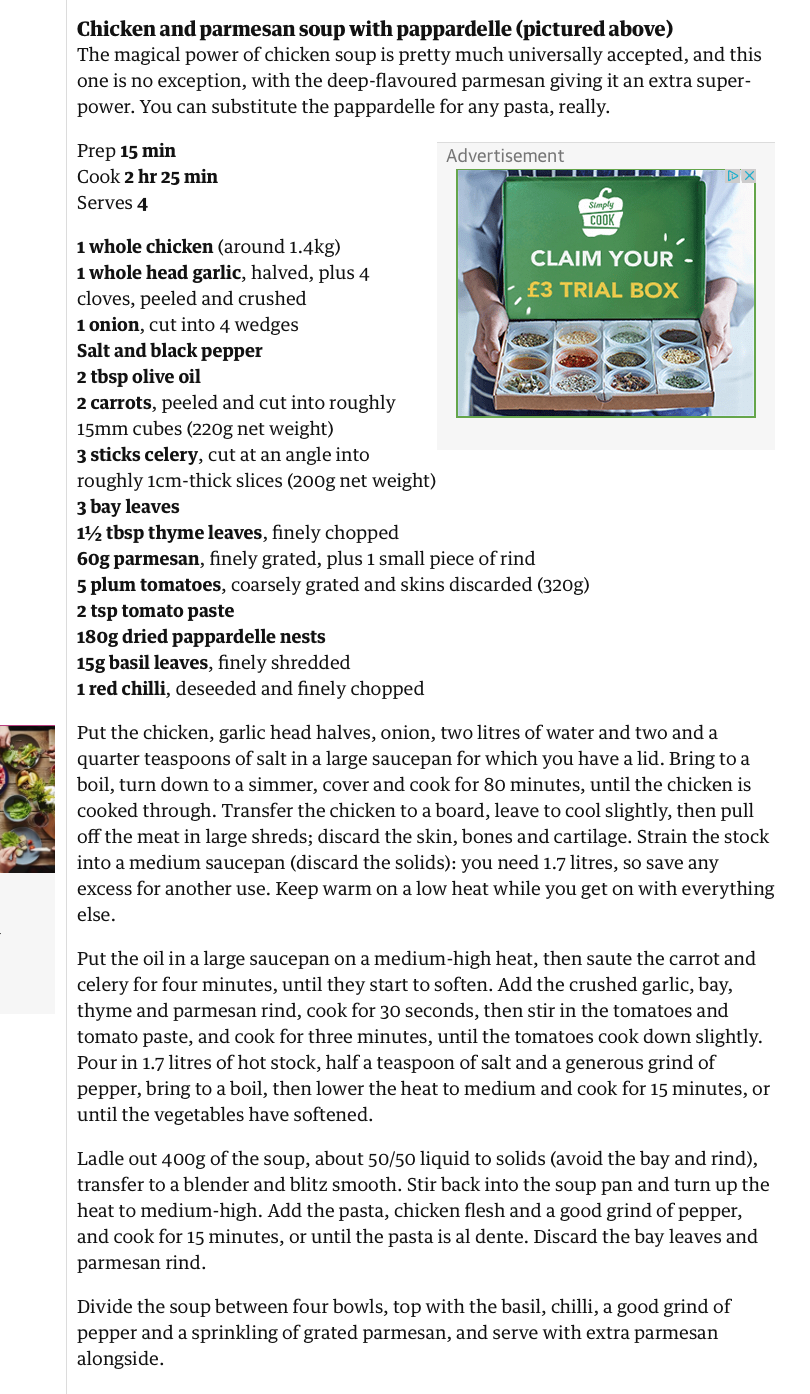 Chicken and parmesan soup with pappardelle (pictured above)
The magical power of chicken soup is pretty much universally accepted, and this
one is no exception, with the deep-flavoured parmesan giving it an extra super-
power. You can substitute the pappardelle for any pasta, really.
Prep 15 min
Cook 2 hr 25 min
Serves 4
Advertisement
Simply
COOK
CLAIM YOUR
£3 TRIAL BOX
1 whole chicken (around 1.4kg)
1 whole head garlic, halved, plus 4
cloves, peeled and crushed
1 onion, cut into 4 wedges
Salt and black pepper
2 tbsp olive oil
2 carrots, peeled and cut into roughly
15mm cubes (220g net weight)
3 sticks celery, cut at an angle into
roughly 1cm-thick slices (200g net weight)
3 bay leaves
1½ tbsp thyme leaves, finely chopped
60g parmesan, finely grated, plus 1 small piece of rind
5 plum tomatoes, coarsely grated and skins discarded (320g)
2 tsp tomato paste
180g dried pappardelle nests
15g basil leaves, finely shredded
1 red chilli, deseeded and finely chopped
Put the chicken, garlic head halves, onion, two litres of water and two and a
quarter teaspoons of salt in a large saucepan for which you have a lid. Bring to a
boil, turn down to a simmer, cover and cook for 80 minutes, until the chicken is
cooked through. Transfer the chicken to a board, leave to cool slightly, then pull
off the meat in large shreds; discard the skin, bones and cartilage. Strain the stock
into a medium saucepan (discard the solids): you need 1.7 litres, so save any
excess for another use. Keep warm on a low heat while you get on with everything
else.
Put the oil in a large saucepan on a medium-high heat, then saute the carrot and
celery for four minutes, until they start to soften. Add the crushed garlic, bay,
thyme and parmesan rind, cook for 30 seconds, then stir in the tomatoes and
tomato paste, and cook for three minutes, until the tomatoes cook down slightly.
Pour in 1.7 litres of hot stock, half a teaspoon of salt and a generous grind of
pepper, bring to a boil, then lower the heat to medium and cook for 15 minutes, or
until the vegetables have softened.
Ladle out 400g of the soup, about 50/50 liquid to solids (avoid the bay and rind),
transfer to a blender and blitz smooth. Stir back into the soup pan and turn up the
heat to medium-high. Add the pasta, chicken flesh and a good grind of pepper,
and cook for 15 minutes, or until the pasta is al dente. Discard the bay leaves and
parmesan rind.
Divide the soup between four bowls, top with the basil, chilli, a good grind of
pepper and a sprinkling of grated parmesan, and serve with extra parmesan
alongside.